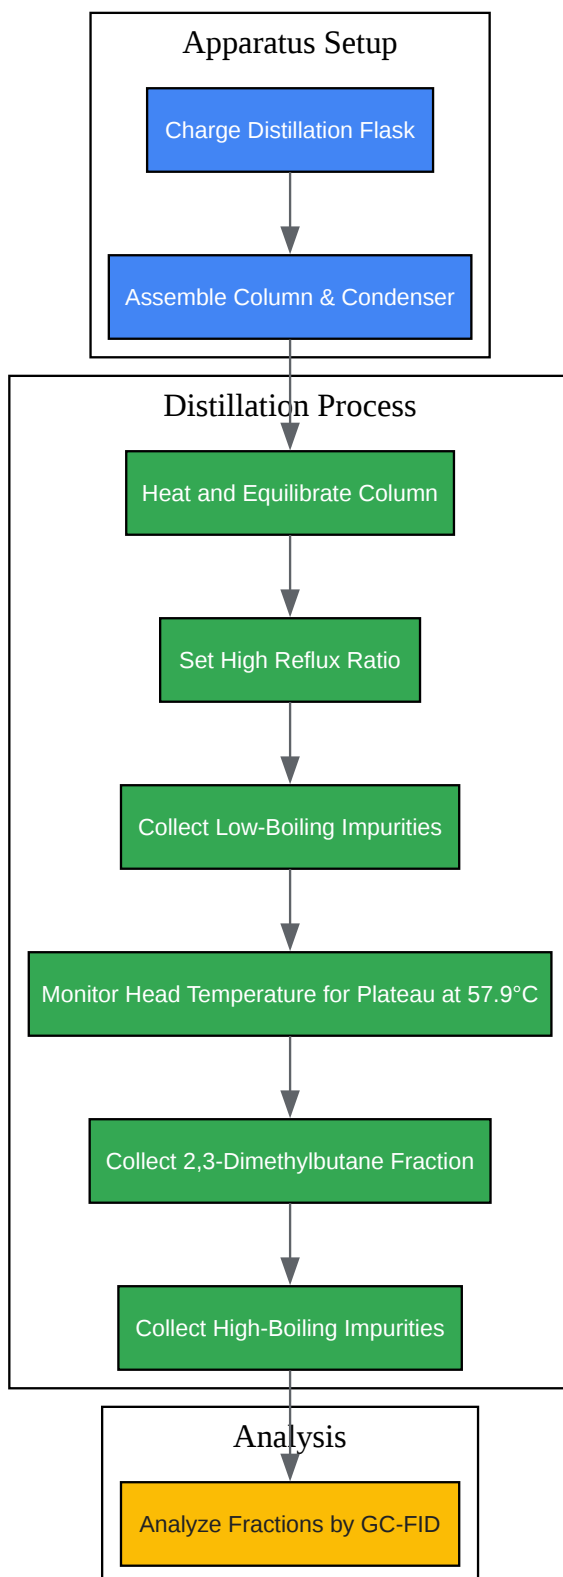 Apparatus Setup
Charge Distillation Flask
Assemble Column & Condenser
Distillation Process
Heat and Equilibrate Column
Set High Reflux Ratio
Collect Low-Boiling Impurities
Monitor Head Temperature for Plateau at 57.9°C
Collect 2,3-Dimethylbutane Fraction
Collect High-Boiling Impurities
Analysis
Analyze Fractions by GC-FID